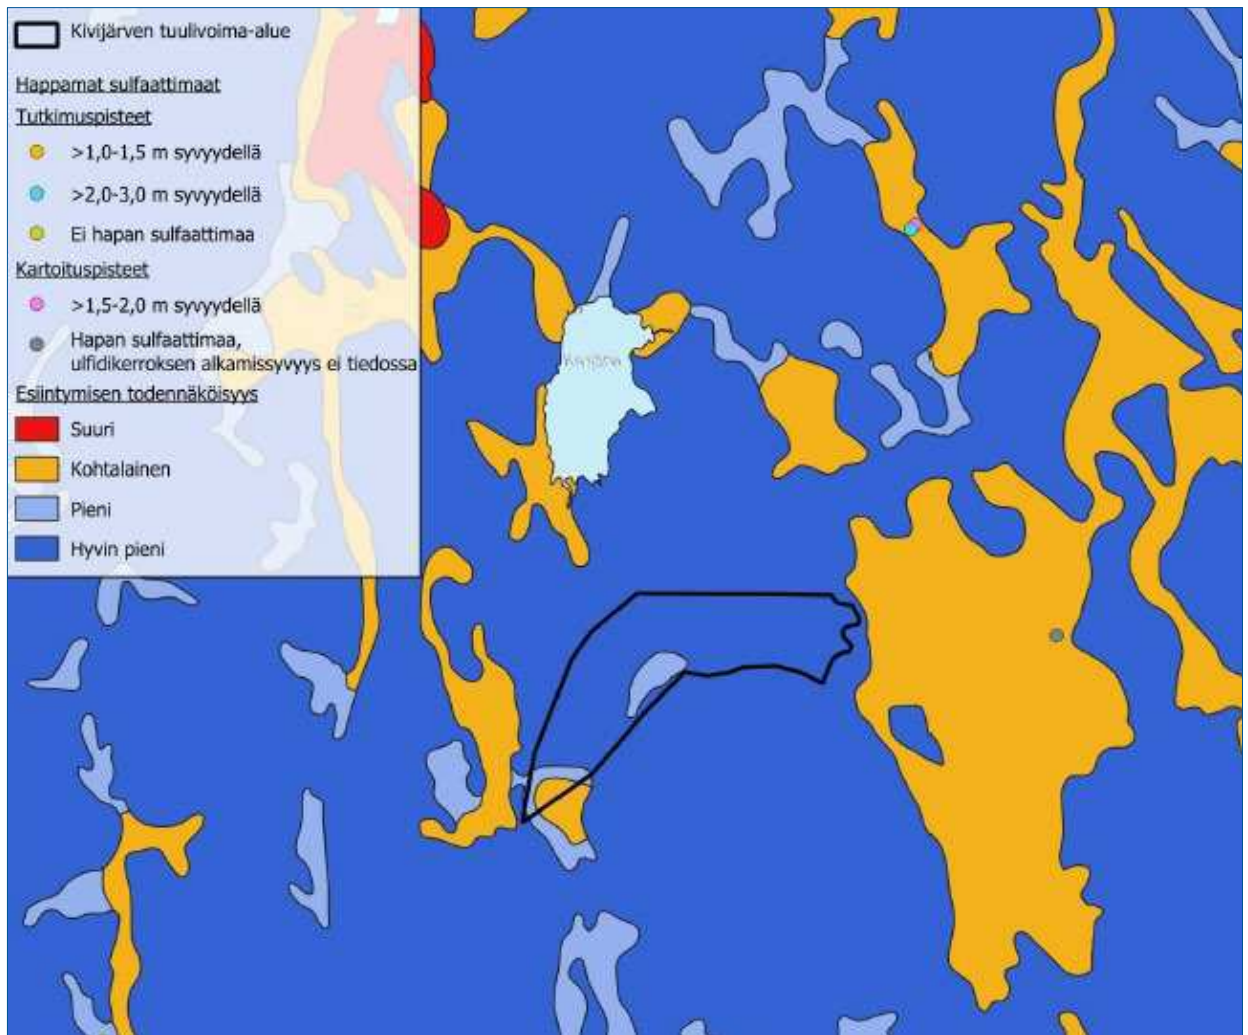 Kivijärven tuulivoima-alue
Happamat sulfaattimaat
Tutkimuspisteet
>1,0-1,5 m syvyydellä
>2,0-3,0 m syvyydellä
Ei hapan sulfaattimaa
Kartoituspisteet
>1,5-2,0 m syvyydellä
Hapan sulfaattimaa,
ulfidikerroksen alkamissyvyys ei tiedossa
Esiintymisen todennäköisyys
Suuri
Kohtalainen
Pieni
Hyvin pieni